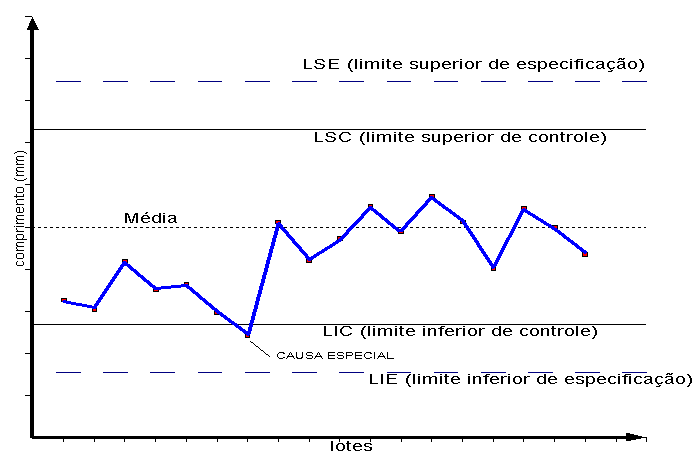 LSE (limite superior de especificação)
LSC (limite superior de controle)
comprimento (mm)
Média
LIC (limite inferior de controle)
CAUSA ESPECIAL
LIE (limite inferior de especificação)
lotes